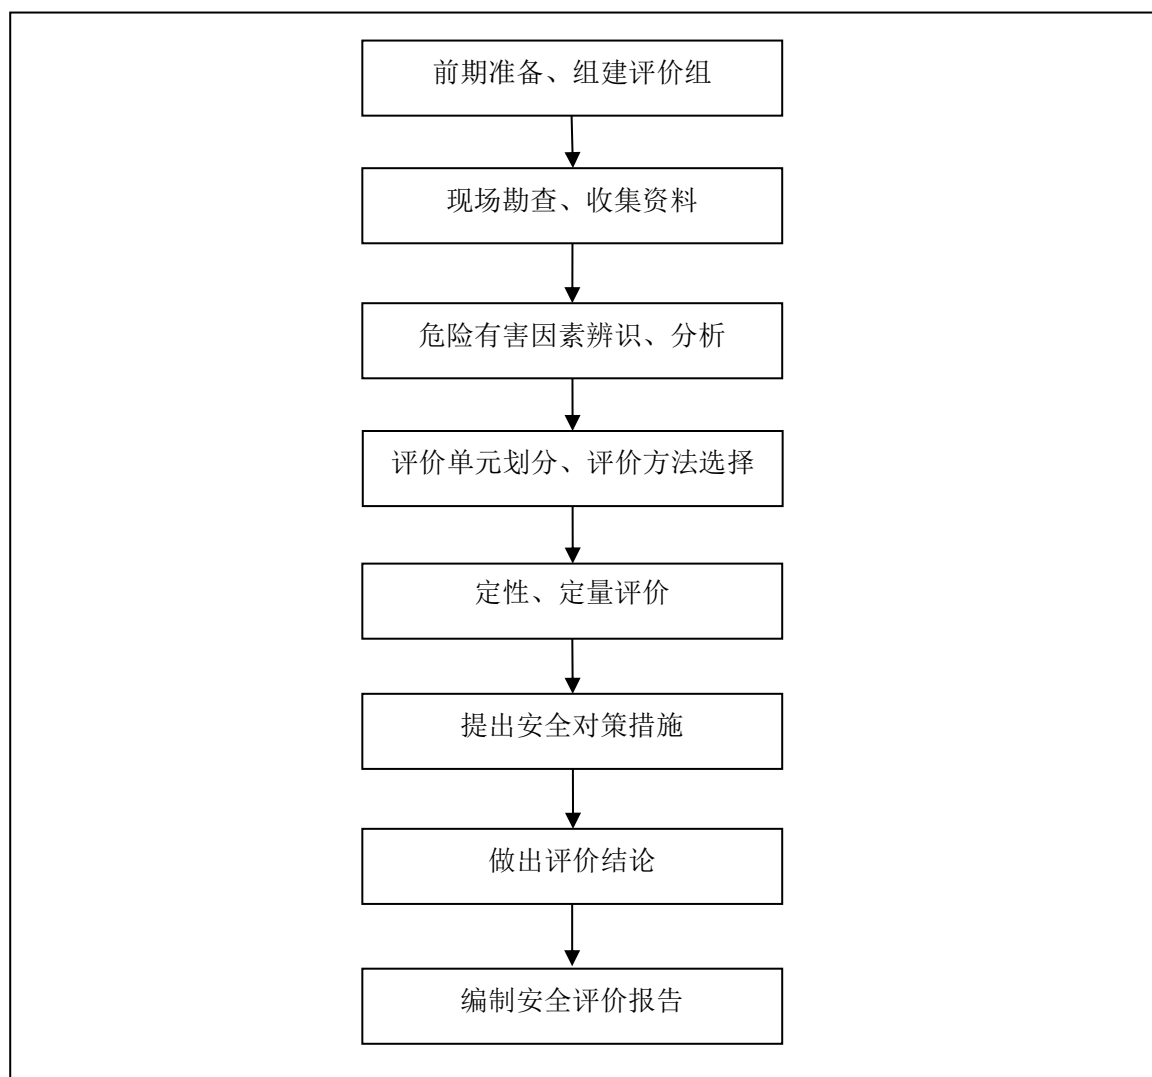 前期准备、组建评价组
现场勘查、收集资料
危险有害因素辨识、分析
评价单元划分、评价方法选择
定性、定量评价
提出安全对策措施
做出评价结论
编制安全评价报告